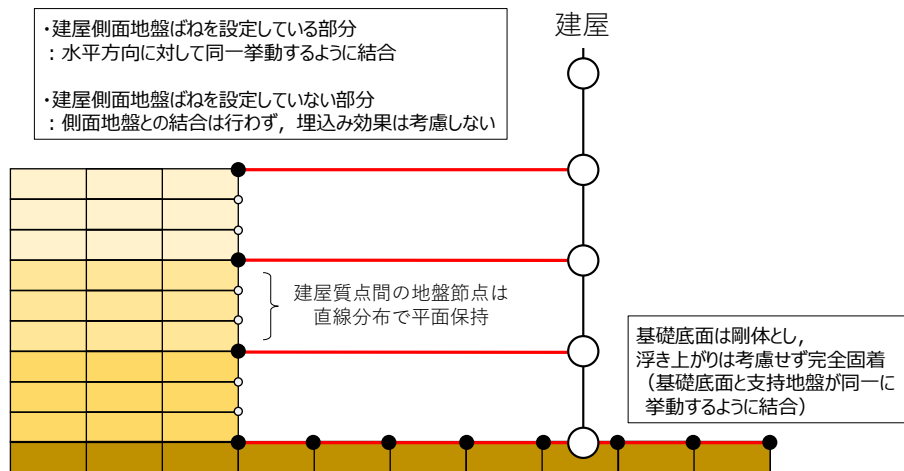 ・建屋側面地盤ばねを設定している部分
：水平方向に対して同一挙動するように結合
・建屋側面地盤ばねを設定していない部分
：側面地盤との結合は行わず，埋込み効果は考慮しない
建屋
建屋質点間の地盤節点は
直線分布で平面保持
基礎底面は剛体とし，
浮き上がりは考慮せず完全固着
（基礎底面と支持地盤が同一に
挙動するように結合）